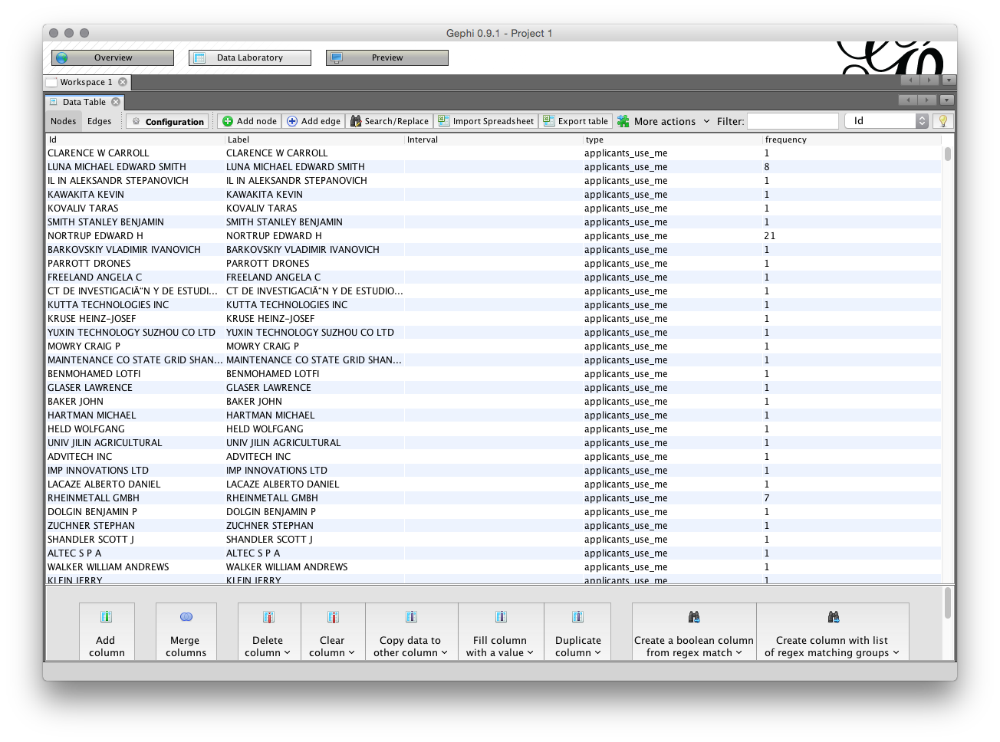 Gephi 0.9.1 - Project 1
Overview Data Laboratory Preview
Workspace 1
Data Table
Nodes Edges Configuration Add node Add edge Search/Replace Import Spreadsheet Export table More actions Filter: Id
Id Label Interval type frequency
CLARENCE W CARROLL CLARENCE W CARROLL applicants_use_me 1
LUNA MICHAEL EDWARD SMITH LUNA MICHAEL EDWARD SMITH applicants_use_me 8
IL IN ALEKSANDR STEPANOVICH IL IN ALEKSANDR STEPANOVICH applicants_use_me 1
KAWAKITA KEVIN KAWAKITA KEVIN applicants_use_me 1
KOVALIV TARAS KOVALIV TARAS applicants_use_me 1
SMITH STANLEY BENJAMIN SMITH STANLEY BENJAMIN applicants_use_me 1
NORTRUP EDWARD H NORTRUP EDWARD H applicants_use_me 21
BARKOVSKIY VLADIMIR IVANOVICH BARKOVSKIY VLADIMIR IVANOVICH applicants_use_me 1
PARROTT DRONES PARROTT DRONES applicants_use_me 1
FREELAND ANGELA C FREELAND ANGELA C applicants_use_me 1
CT DE INVESTIGACIÃ“N Y DE ESTUDI... CT DE INVESTIGACIÃ“N Y DE ESTUDIO... applicants_use_me 1
KUTTA TECHNOLOGIES INC KUTTA TECHNOLOGIES INC applicants_use_me 1
KRUSE HEINZ-JOSEF KRUSE HEINZ-JOSEF applicants_use_me 1
YUXIN TECHNOLOGY SUZHOU CO LTD YUXIN TECHNOLOGY SUZHOU CO LTD applicants_use_me 1
MOWRY CRAIG P MOWRY CRAIG P applicants_use_me 1
MAINTENANCE CO STATE GRID SHAN... MAINTENANCE CO STATE GRID SHAN... applicants_use_me 1
BENMOHAMED LOTFI BENMOHAMED LOTFI applicants_use_me 1
GLASER LAWRENCE GLASER LAWRENCE applicants_use_me 1
BAKER JOHN BAKER JOHN applicants_use_me 1
HARTMAN MICHAEL HARTMAN MICHAEL applicants_use_me 1
HELD WOLFGANG HELD WOLFGANG applicants_use_me 1
UNIV JILIN AGRICULTURAL UNIV JILIN AGRICULTURAL applicants_use_me 1
ADVITECH INC ADVITECH INC applicants_use_me 1
IMP INNOVATIONS LTD IMP INNOVATIONS LTD applicants_use_me 1
LACAZE ALBERTO DANIEL LACAZE ALBERTO DANIEL applicants_use_me 1
RHEINMETALL GMBH RHEINMETALL GMBH applicants_use_me 7
DOLGIN BENJAMIN P DOLGIN BENJAMIN P applicants_use_me 1
ZUCHNER STEPHAN ZUCHNER STEPHAN applicants_use_me 1
SHANDLER SCOTT J SHANDLER SCOTT J applicants_use_me 1
ALTEC S P A ALTEC S P A applicants_use_me 1
WALKER WILLIAM ANDREWS WALKER WILLIAM ANDREWS applicants_use_me 1
KLEIN JERRY KLEIN JERRY applicants_use_me 1
Add Merge Delete Clear Copy data to Fill column Duplicate Create a boolean column Create column with list
column columns column column other column with a value column from regex match of regex matching groups